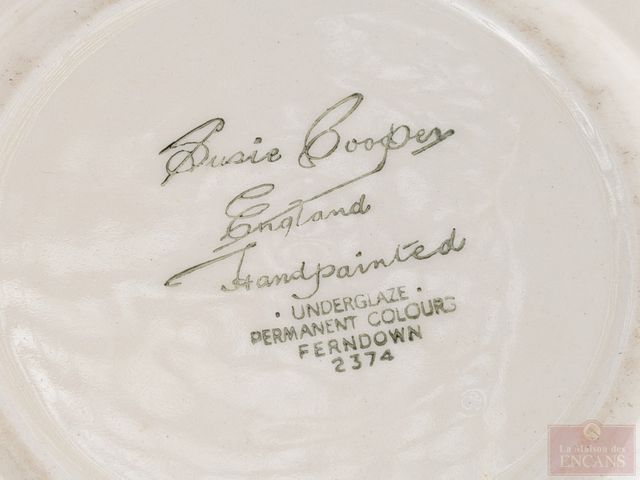 Susie Cooper
England
Handpainted
· UNDERGLAZE ·
PERMANENT COLOURS
FERNDOWN
2374
La Maison des
ENCANS